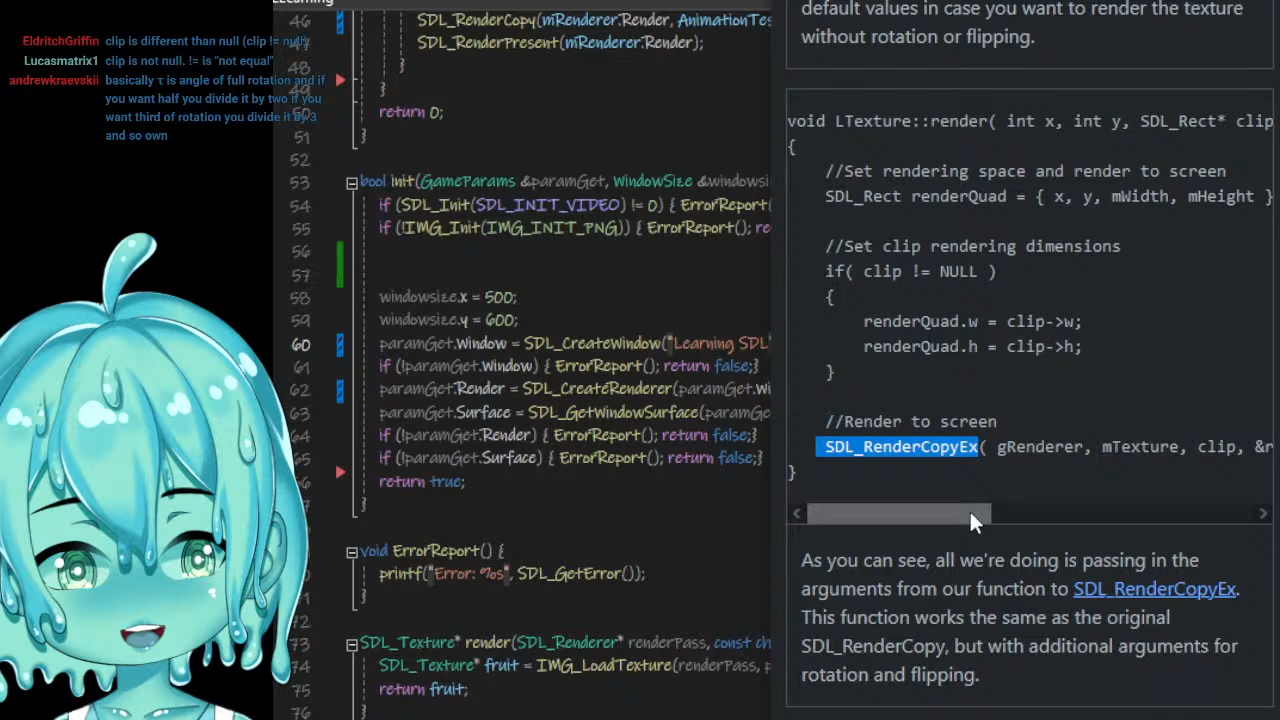 EldritchGriffin clip is different than null (clip != null)
Lucasmatrix1 clip is not null. != is "not equal"
andrewkraevskii basically τ is angle of full rotation and if
you want half you divide it by two if you
want third of rotation you divide it by 3
and so own
46 SDL_RenderCopy(mRenderer.Render, AnimationTes
47 SDL_RenderPresent(mRenderer.Render);
48 }
49 }
50 return 0;
51 }
52
53 bool Init(GameParams &paramGet, WindowSize &windowsi
54 if (SDL_Init(SDL_INIT_VIDEO) != 0) { ErrorReport(
55 if (!IMG_Init(IMG_INIT_PNG)) { ErrorReport(); re
56
57
58 windowsize.x = 500;
59 windowsize.y = 600;
60 paramGet.Window = SDL_CreateWindow("Learning SDL"
61 if (!paramGet.Window) { ErrorReport(); return false;}
62 paramGet.Render = SDL_CreateRenderer(paramGet.Wi
63 paramGet.Surface = SDL_GetWindowSurface(paramGe
64 if (!paramGet.Render) { ErrorReport(); return false;}
65 if (!paramGet.Surface) { ErrorReport(); return false;}
66 return true;
}
void ErrorReport() {
printf("Error: %s", SDL_GetError());
71 }
72
73 SDL_Texture* render(SDL_Renderer* renderPass, const ch
74 SDL_Texture* fruit = IMG_LoadTexture(renderPass, p
75 return fruit;
76 }
default values in case you want to render the texture
without rotation or flipping.
void LTexture::render( int x, int y, SDL_Rect* clip
{
//Set rendering space and render to screen
SDL_Rect renderQuad = { x, y, mWidth, mHeight }
//Set clip rendering dimensions
if( clip != NULL )
{
renderQuad.w = clip->w;
renderQuad.h = clip->h;
}
//Render to screen
SDL_RenderCopyEx( gRenderer, mTexture, clip, &r
}
As you can see, all we're doing is passing in the
arguments from our function to SDL_RenderCopyEx.
This function works the same as the original
SDL_RenderCopy, but with additional arguments for
rotation and flipping.